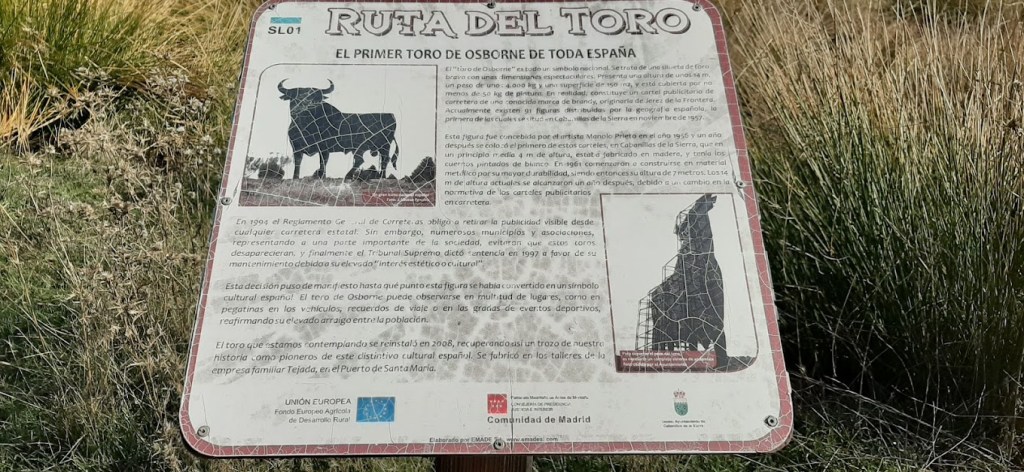 RUTA DEL TORO
SL01
EL PRIMER TORO DE OSBORNE DE TODA ESPAÑA
El "Toro de Osborne" es todo un símbolo nacional. Se trata de una silueta de toro
bravo con unas dimensiones espectaculares. Presenta una altura de unos 14 m,
un peso de unos 4.000 kg y una superficie de 150 m2, y está cubierta por no
menos de 50 kg de pintura. En realidad, constituye un cartel publicitario de
carretera de una conocida marca de brandy, originaria de Jerez de la Frontera.
Actualmente existen figuras distribuidas por la geografía española, la
primera de las cuales se situó en Cabanillas de la Sierra en noviembre de 1957.
Esta figura fue concebida por el artista Manolo Prieto en el año 1956 y un año
después se colocó el primero de estos carteles, en Cabanillas de la Sierra, que en
un principio medía 4 m de altura, estaba fabricado en madera, y tenía los
cuernos pintados de blanco. En 1961 comenzaron a construirse en material
metálico por su mayor durabilidad, siendo entonces su altura de 7 metros. Los 14
m de altura actuales se alcanzaron un año después, debido a un cambio en la
normativa de los carteles publicitarios
en carretera.
En 1994 el Reglamento General de Carreteras obligó a retirar la publicidad visible desde
cualquier carretera estatal. Sin embargo, numerosos municipios y asociaciones,
representando a una parte importante de la sociedad, evitaron que estos toros
desaparecieran, y finalmente el Tribunal Supremo dictó sentencia en 1997 a favor de su
mantenimiento debido a su elevado "interés estético o cultural".
Esta decisión puso de manifiesto hasta qué punto esta figura se había convertido en un símbolo
cultural español. El toro de Osborne puede observarse en multitud de lugares, como en
pegatinas en los vehículos, recuerdos de viaje o en las gradas de eventos deportivos,
reafirmando su elevado arraigo entre la población.
El toro que estamos contemplando se reinstaló en 2008, recuperando así un trozo de nuestra
historia como pioneros de este distintivo cultural español. Se fabricó en los talleres de la
empresa familiar Tejada, en el Puerto de Santa María.
UNIÓN EUROPEA
Fondo Europeo Agrícola
de Desarrollo Rural
Comunidad de Madrid
Elaborado por EMADE